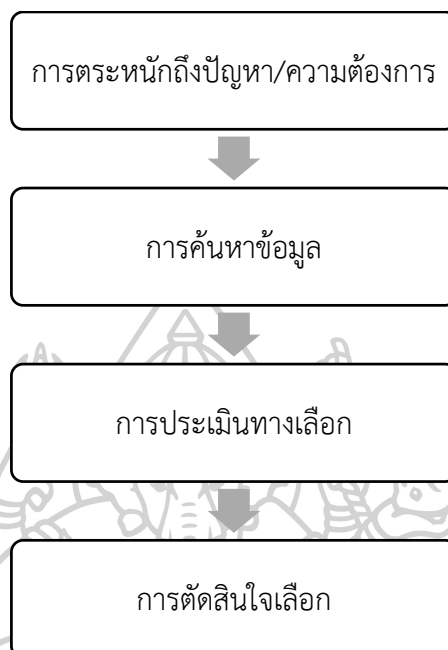 การตระหนักถึงปัญหา/ความต้องการ
การค้นหาข้อมูล
การประเมินทางเลือก
การตัดสินใจเลือก